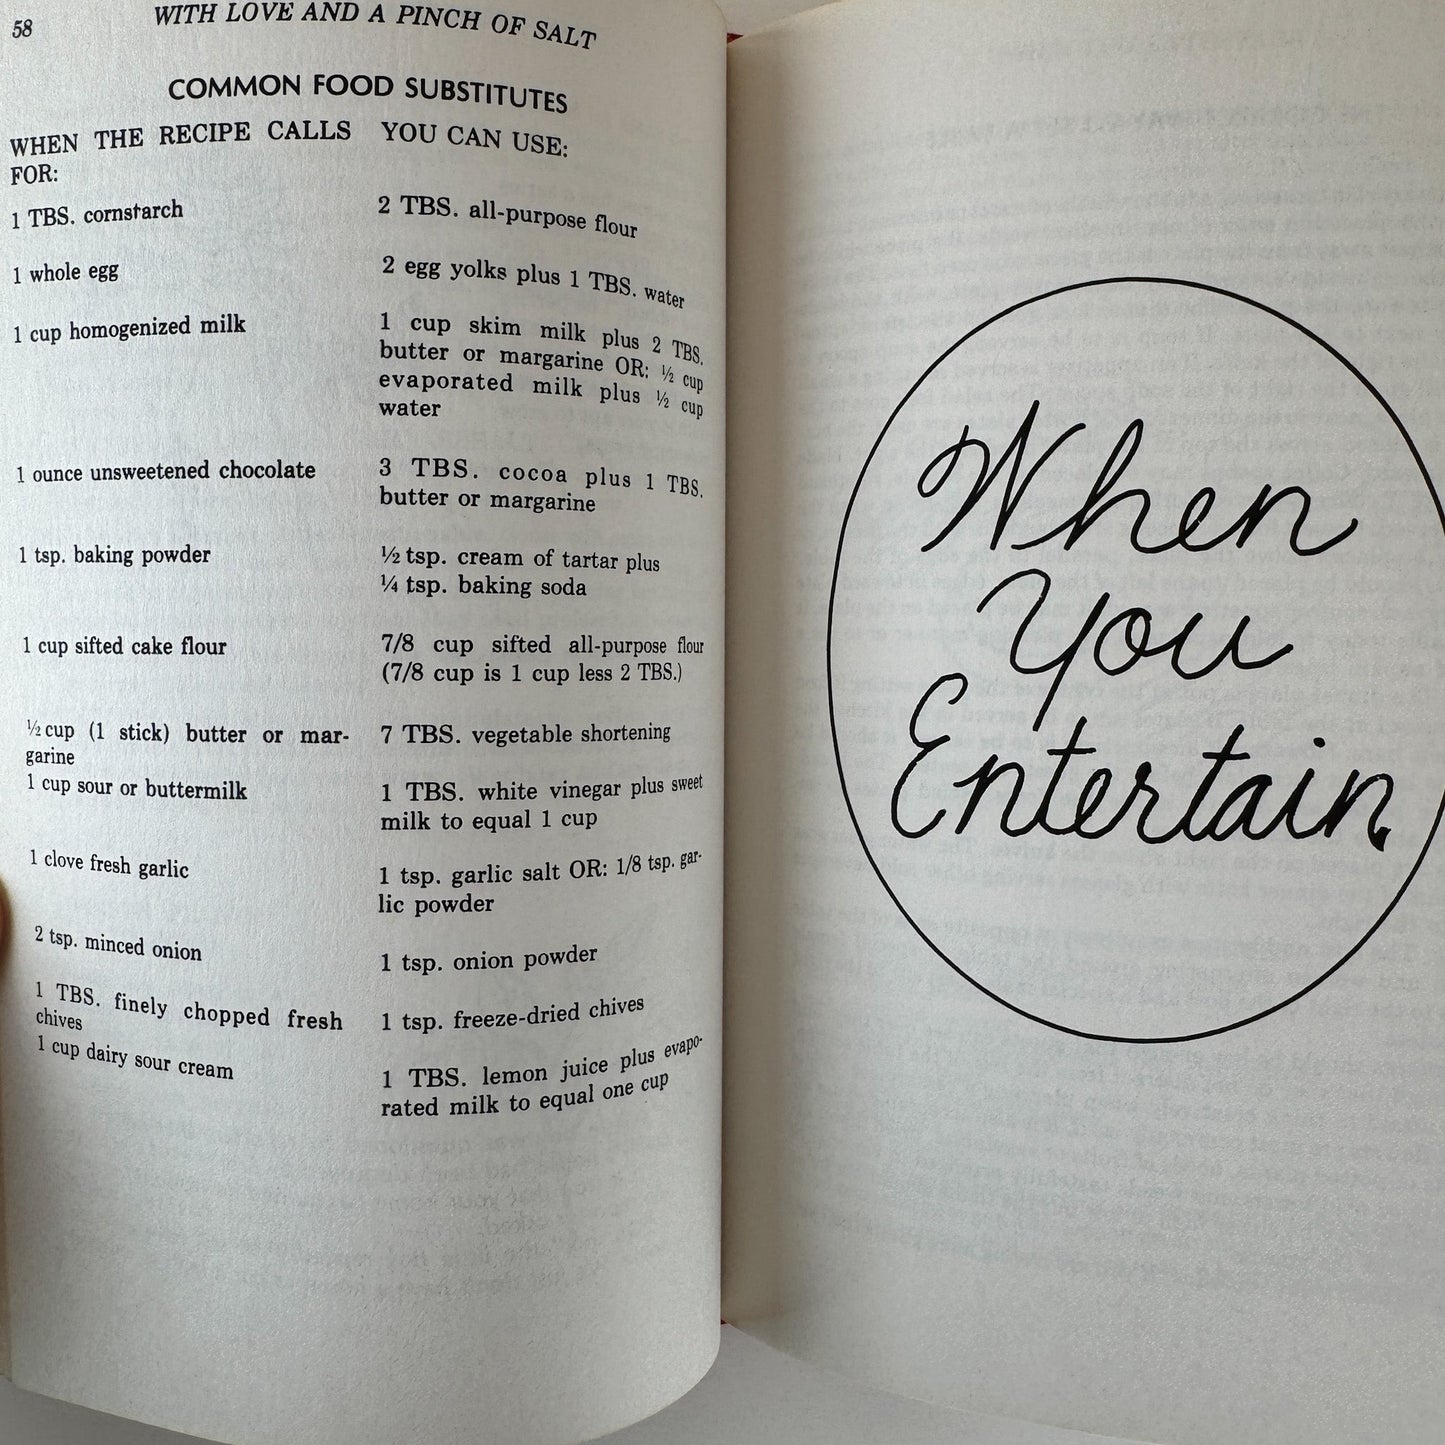 58
WITH LOVE AND A PINCH OF SALT
COMMON FOOD SUBSTITUTES
WHEN THE RECIPE CALLS
FOR:
YOU CAN USE:
1 TBS. cornstarch
2 TBS. all-purpose flour
1 whole egg
2 egg yolks plus 1 TBS. water
1 cup homogenized milk
1 cup skim milk plus 2 TBS.
butter or margarine OR: ½ cup
evaporated milk plus ½ cup
water
1 ounce unsweetened chocolate
3 TBS. cocoa plus 1 TBS.
butter or margarine
1 tsp. baking powder
½ tsp. cream of tartar plus
¼ tsp. baking soda
1 cup sifted cake flour
7/8 cup sifted all-purpose flour
(7/8 cup is 1 cup less 2 TBS.)
½ cup (1 stick) butter or mar-
garine
7 TBS. vegetable shortening
1 cup sour or buttermilk
1 TBS. white vinegar plus sweet
milk to equal 1 cup
1 clove fresh garlic
1 tsp. garlic salt OR: 1/8 tsp. gar-
lic powder
2 tsp. minced onion
1 tsp. onion powder
1 TBS. finely chopped fresh
chives
1 tsp. freeze-dried chives
1 cup dairy sour cream
1 TBS. lemon juice plus evapo-
rated milk to equal one cup
When
You
Entertain